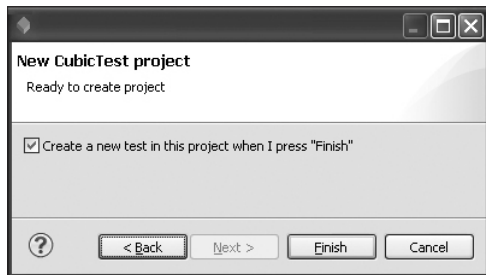 New CubicTest project
Ready to create project
Create a new test in this project when I press "Finish"
? < Back Next > Finish Cancel